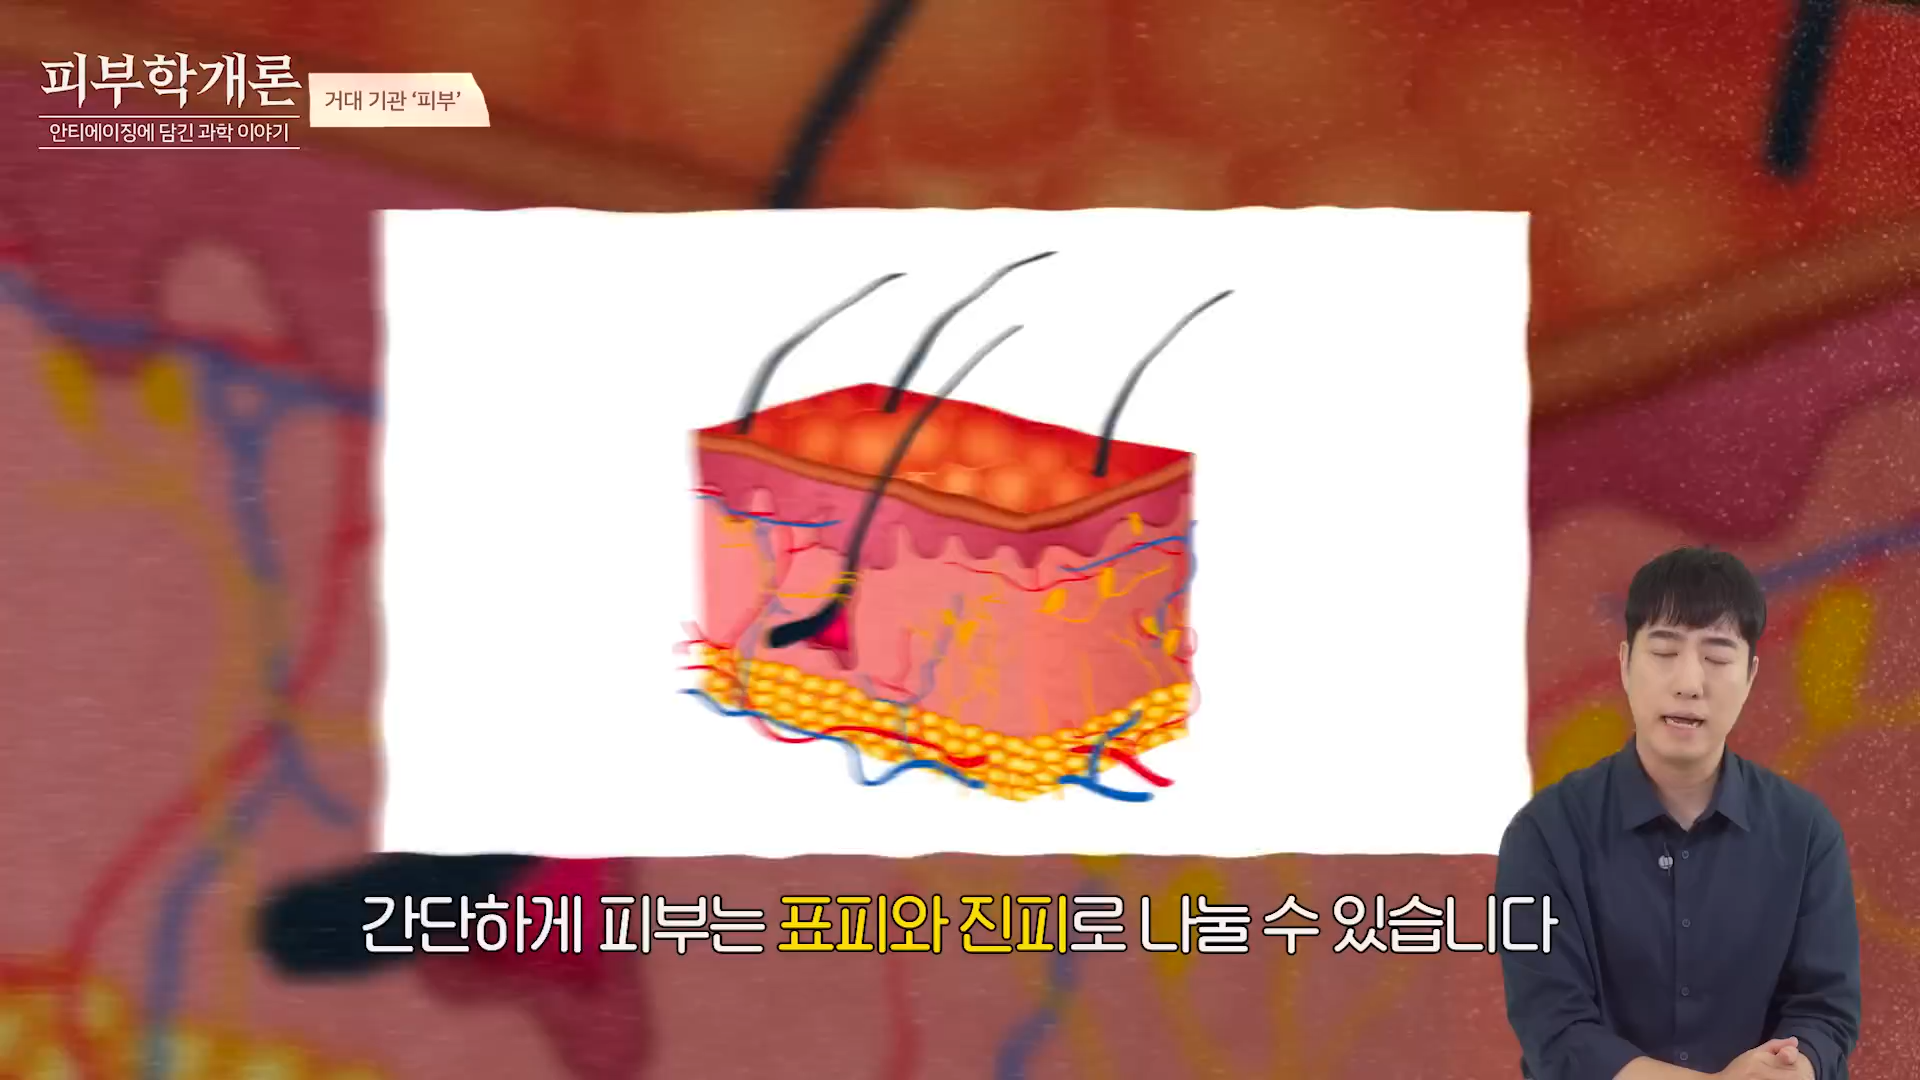 피부학개론
안티에이징에 담긴 과학 이야기
거대 기관 ‘피부’
간단하게 피부는 표피와 진피로 나눌 수 있습니다